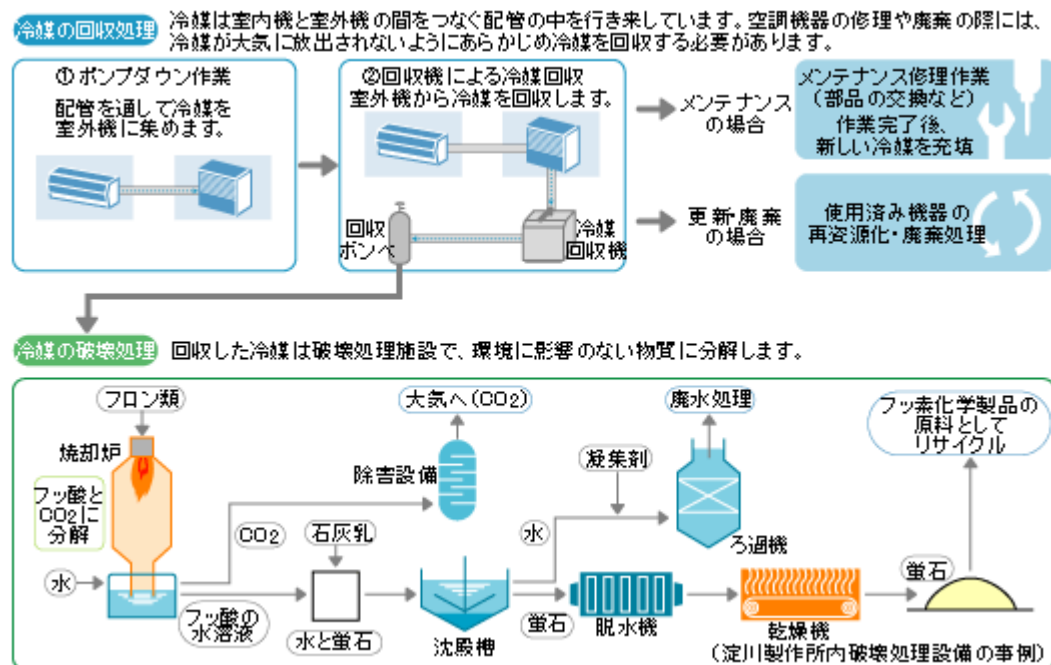 冷媒の回収処理
冷媒は室内機と室外機の間をつなぐ配管の中を行き来しています。空調機器の修理や廃棄の際には、
冷媒が大気に放出されないようにあらかじめ冷媒を回収する必要があります。
①ポンプダウン作業
配管を通して冷媒を
室外機に集めます。
②回収機による冷媒回収
室外機から冷媒を回収します。
回収
ボンベ
冷媒
回収機
メンテナンス
の場合
メンテナンス修理作業
(部品の交換など)
作業完了後、
新しい冷媒を充填
更新・廃棄
の場合
使用済み機器の
再資源化・廃棄処理
冷媒の破壊処理
回収した冷媒は破壊処理施設で、環境に影響のない物質に分解します。
フロン類
焼却炉
フッ酸と
CO2に
分解
水
CO2
フッ酸の
水溶液
石灰乳
水と蛍石
大気へ(CO2)
除害設備
沈殿槽
水
凝集剤
廃水処理
ろ過機
蛍石
脱水機
乾燥機
蛍石
フッ素化学製品の
原料として
リサイクル
(淀川製作所内破壊処理設備の事例)